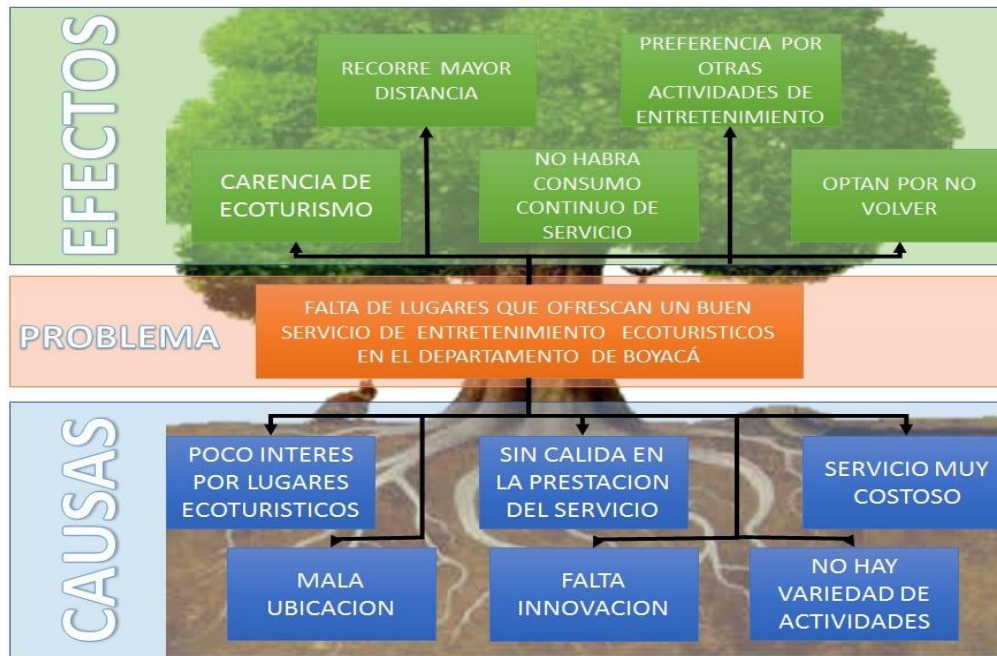 EFECTOS
RECORRE MAYOR
DISTANCIA
PREFERENCIA POR
OTRAS
ACTIVIDADES DE
ENTRETENIMIENTO
CARENCIA DE
ECOTURISMO
NO HABRA
CONSUMO
CONTINUO DE
SERVICIO
OPTAN POR NO
VOLVER
PROBLEMA
FALTA DE LUGARES QUE OFRESCAN UN BUEN
SERVICIO DE ENTRETENIMIENTO ECOTURISTICOS
EN EL DEPARTAMENTO DE BOYACÁ
CAUSAS
POCO INTERES
POR LUGARES
ECOTURISTICOS
SIN CALIDA EN
LA PRESTACION
DEL SERVICIO
SERVICIO MUY
COSTOSO
MALA
UBICACION
FALTA
INNOVACION
NO HAY
VARIEDAD DE
ACTIVIDADES